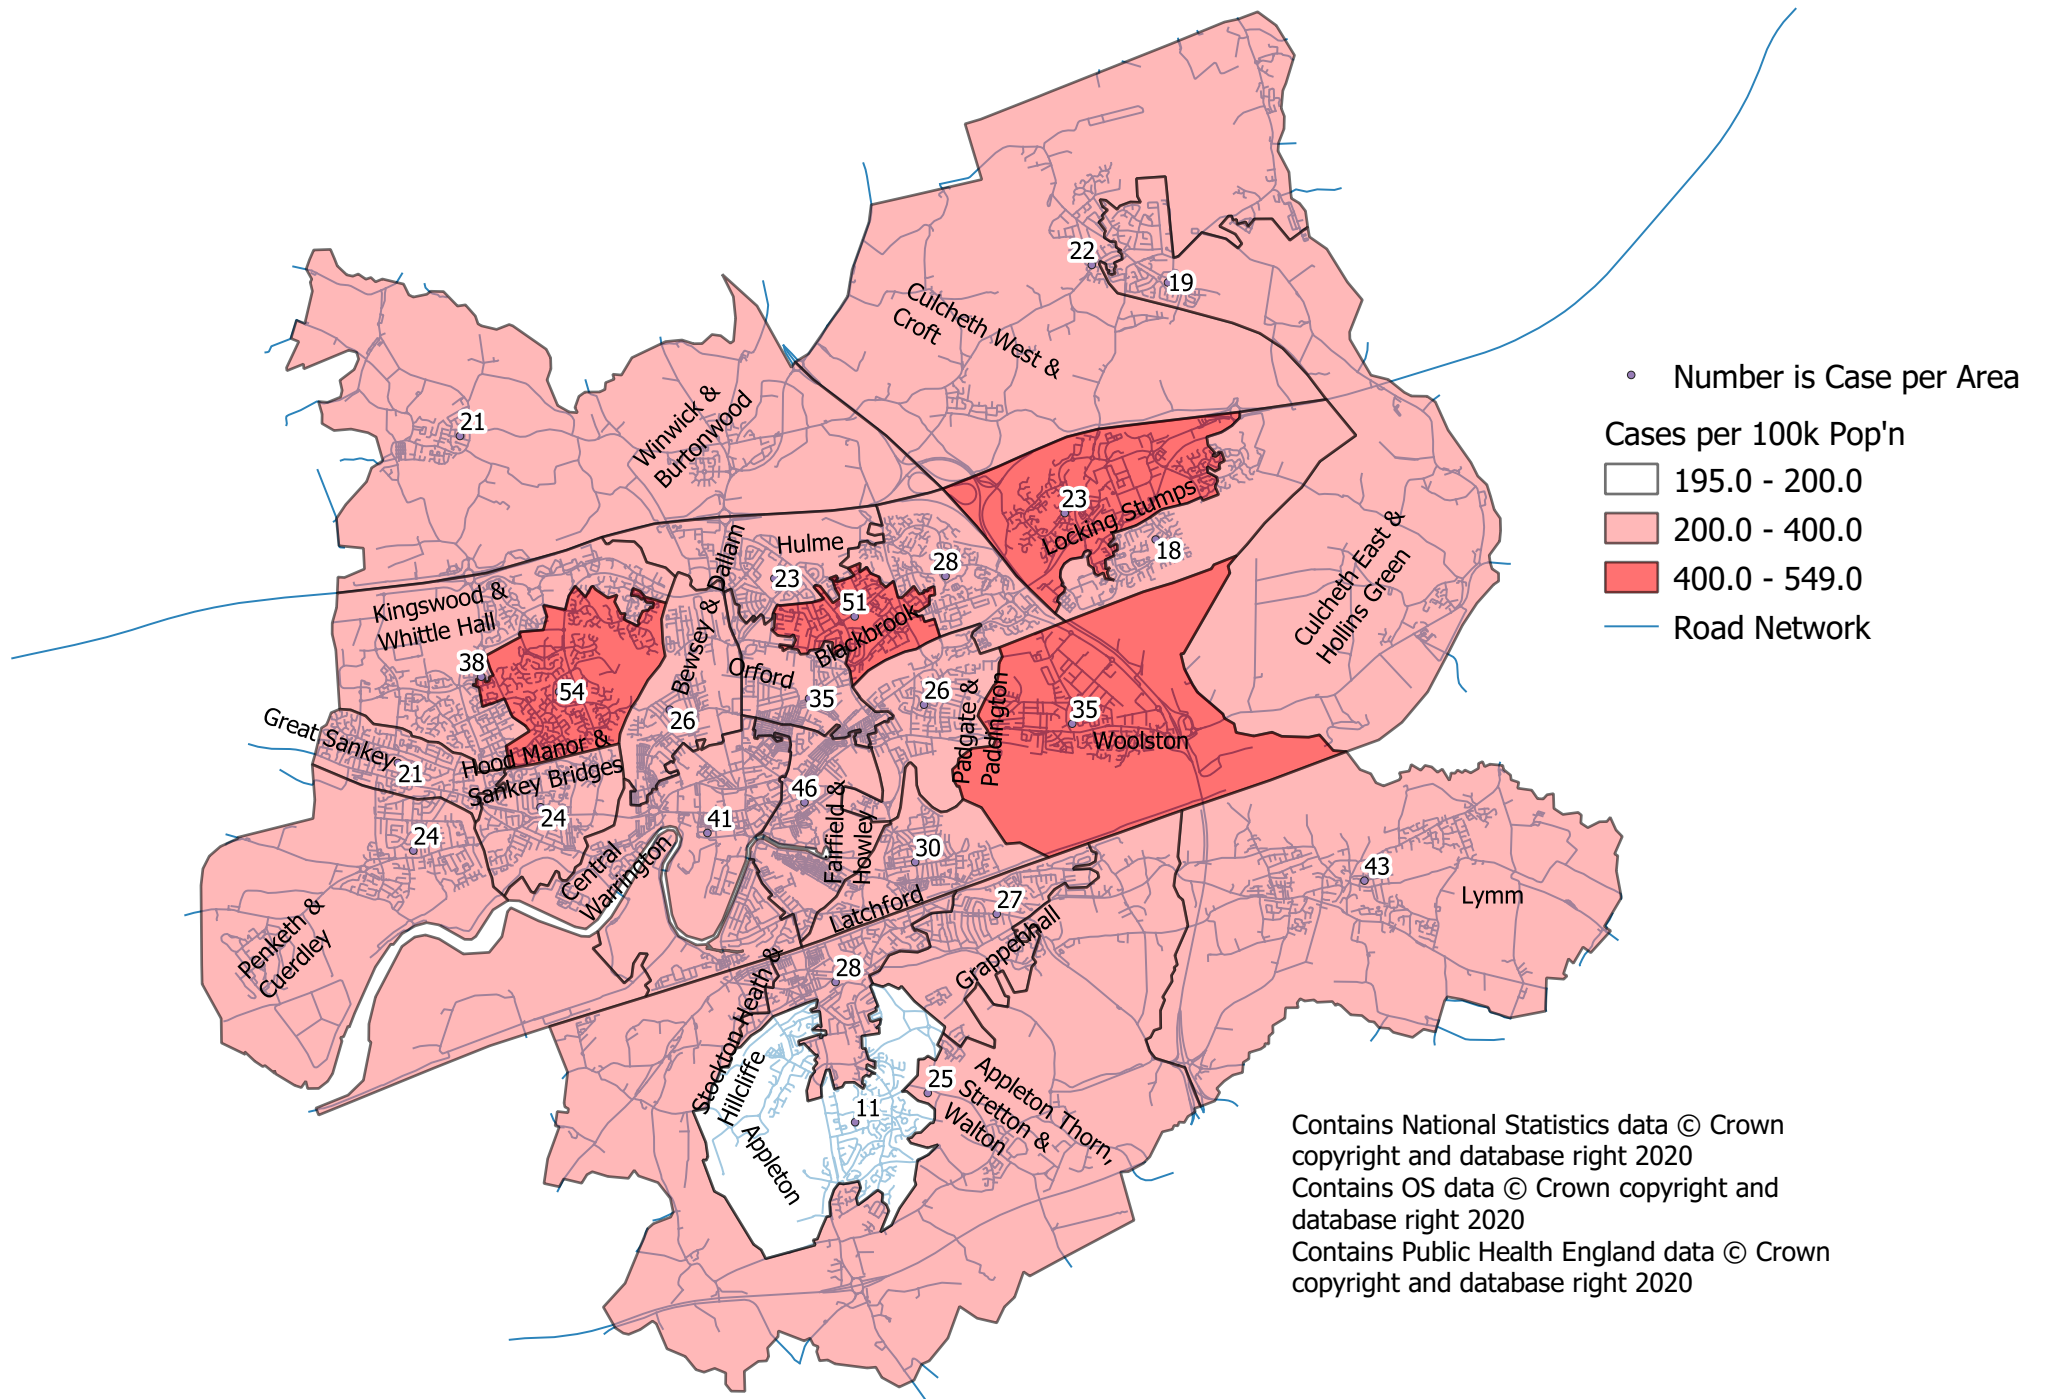 22
19
Culcheth West &
Croft
21
Winwick &
Burtonwood
Number is Case per Area
Cases per 100k Pop'n
195.0 - 200.0
200.0 - 400.0
400.0 - 549.0
Road Network
23
Locking Stumps
18
Culcheth East &
Hollins Green
Hulme
23
28
51
Blackbrook
Bewsey & Dallam
Kingswood &
Whittle Hall
38
54
26
Orford
35
26
Padgate &
Paddington
35
Woolston
Great Sankey
21
Hood Manor &
Sankey Bridges
24
24
41
46
Fairfield &
Howley
30
Central
Warrington
Latchford
27
Grappenhall
43
Lymm
Penketh &
Cuerdley
28
Stockton Heath &
Hillcliffe
11
Appleton
25
Appleton Thorn,
Stretton &
Walton
Contains National Statistics data © Crown
copyright and database right 2020
Contains OS data © Crown copyright and
database right 2020
Contains Public Health England data © Crown
copyright and database right 2020